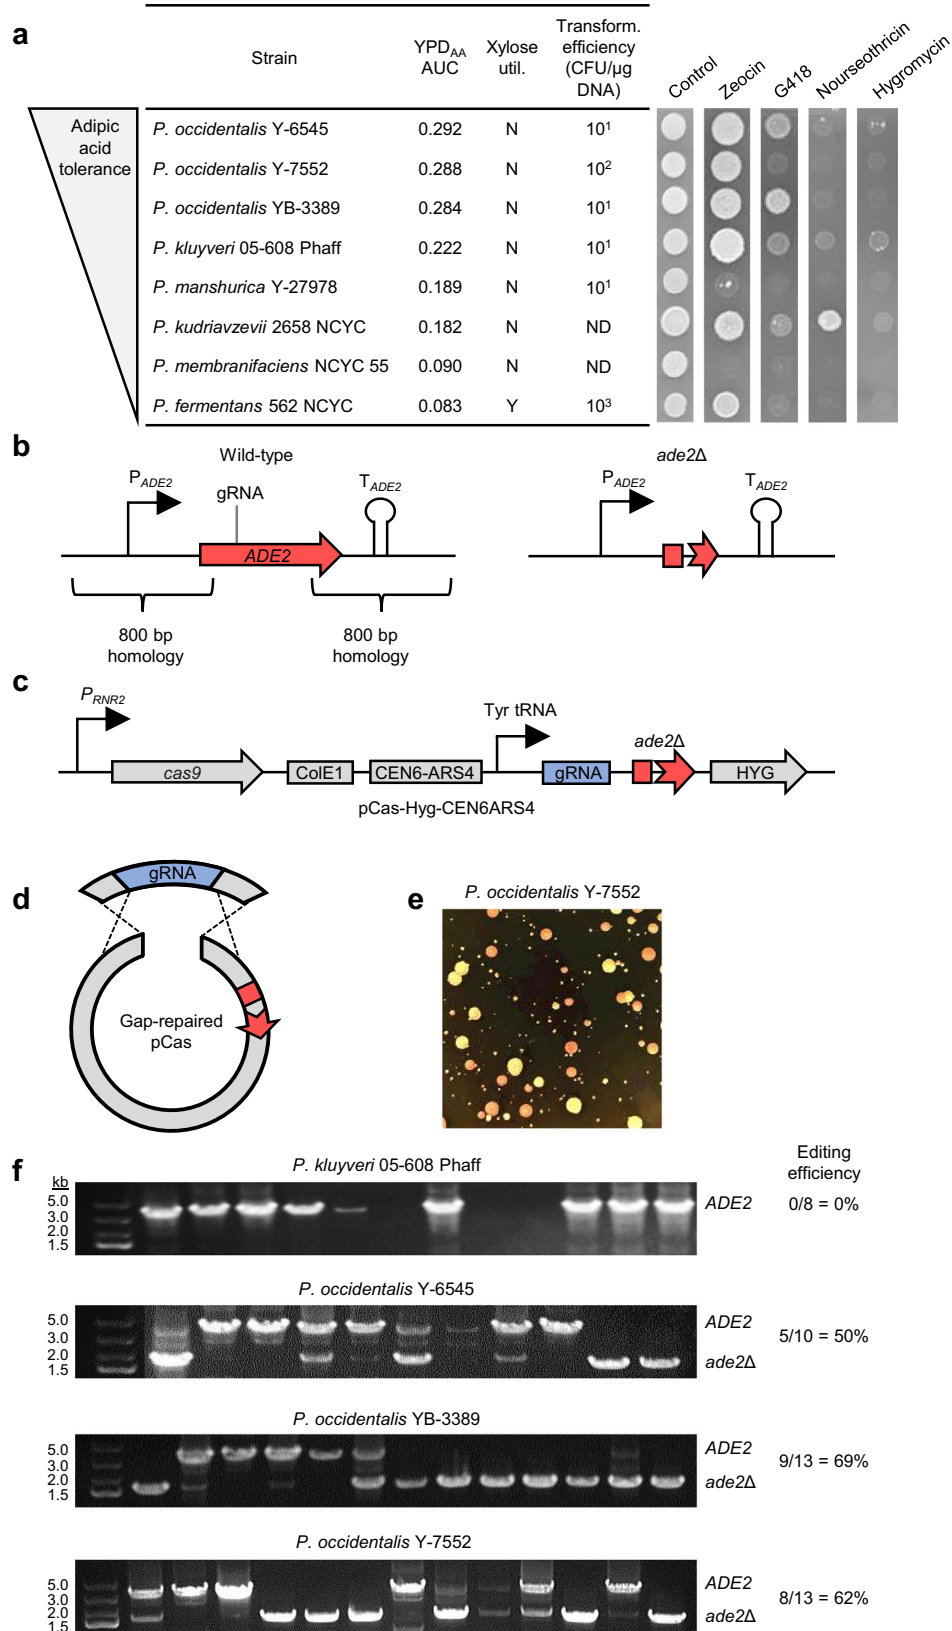 a
Strain
YPDAA AUC
Xylose util.
Transform. efficiency (CFU/µg DNA)
Control
Zeocin
G418
Nourseothricin
Hygromycin
Adipic acid tolerance
P. occidentalis Y-6545 0.292 N 10¹
P. occidentalis Y-7552 0.288 N 10²
P. occidentalis YB-3389 0.284 N 10¹
P. kluyveri 05-608 Phaff 0.222 N 10¹
P. manshurica Y-27978 0.189 N 10¹
P. kudriavzevii 2658 NCYC 0.182 N ND
P. membranifaciens NCYC 55 0.090 N ND
P. fermentans 562 NCYC 0.083 Y 10³
b
Wild-type
ade2Δ
PADE2
gRNA
TADE2
ADE2
PADE2
TADE2
800 bp homology
800 bp homology
c
PRNR2
Tyr tRNA
ade2Δ
cas9
ColE1
CEN6-ARS4
gRNA
HYG
pCas-Hyg-CEN6ARS4
d
gRNA
Gap-repaired pCas
e
P. occidentalis Y-7552
f
P. kluyveri 05-608 Phaff
Editing efficiency
kb
5.0
3.0
2.0
1.5
ADE2
0/8 = 0%
P. occidentalis Y-6545
5.0
3.0
2.0
1.5
ADE2
ade2Δ
5/10 = 50%
P. occidentalis YB-3389
5.0
3.0
2.0
1.5
ADE2
ade2Δ
9/13 = 69%
P. occidentalis Y-7552
5.0
3.0
2.0
1.5
ADE2
ade2Δ
8/13 = 62%